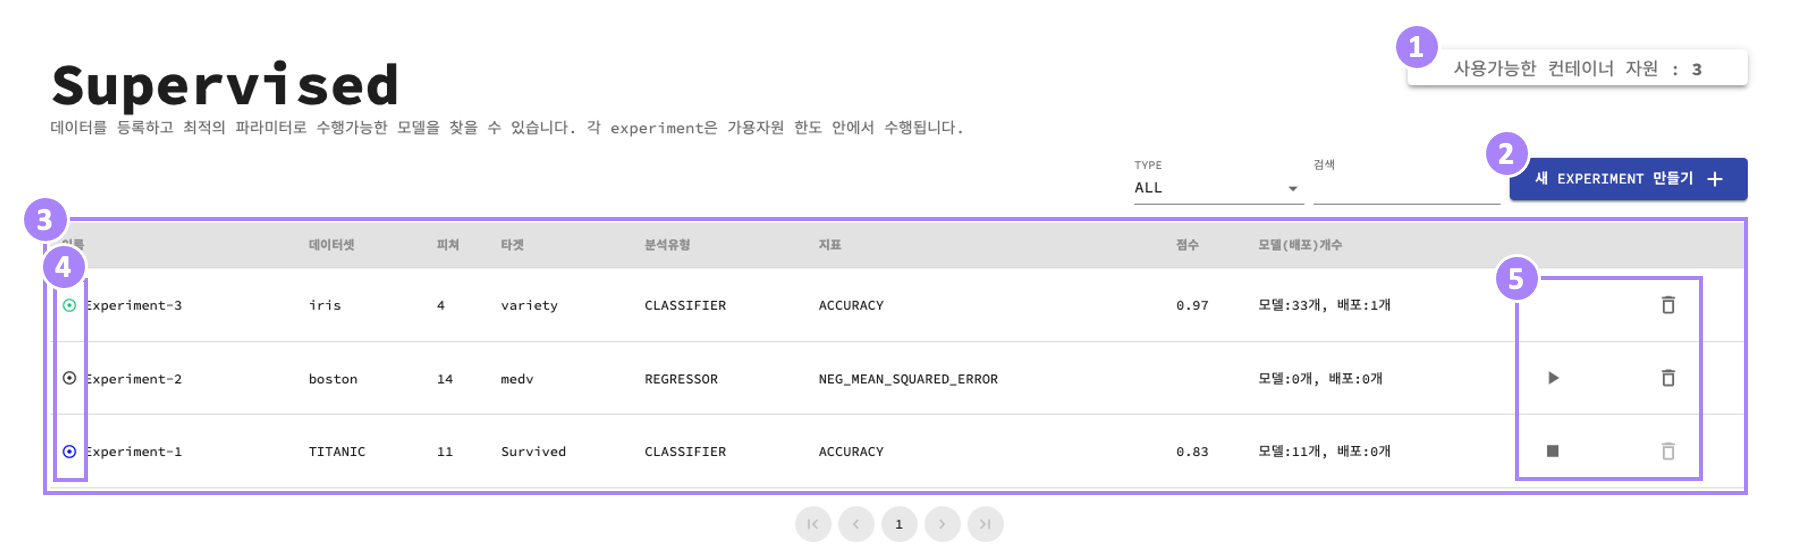 1
사용가능한 컨테이너 자원 : 3
Supervised
데이터를 등록하고 최적의 파라미터로 수행가능한 모델을 찾을 수 있습니다. 각 experiment은 가용자원 한도 안에서 수행됩니다.
2
TYPE 검색
ALL 새 EXPERIMENT 만들기 +
3
이름 데이터셋 피쳐 타겟 분석유형 지표 점수 모델(배포)개수
4 5
Experiment-3 iris 4 variety CLASSIFIER ACCURACY 0.97 모델:33개, 배포:1개
Experiment-2 boston 14 medv REGRESSOR NEG_MEAN_SQUARED_ERROR 모델:0개, 배포:0개
Experiment-1 TITANIC 11 Survived CLASSIFIER ACCURACY 0.83 모델:11개, 배포:0개
1